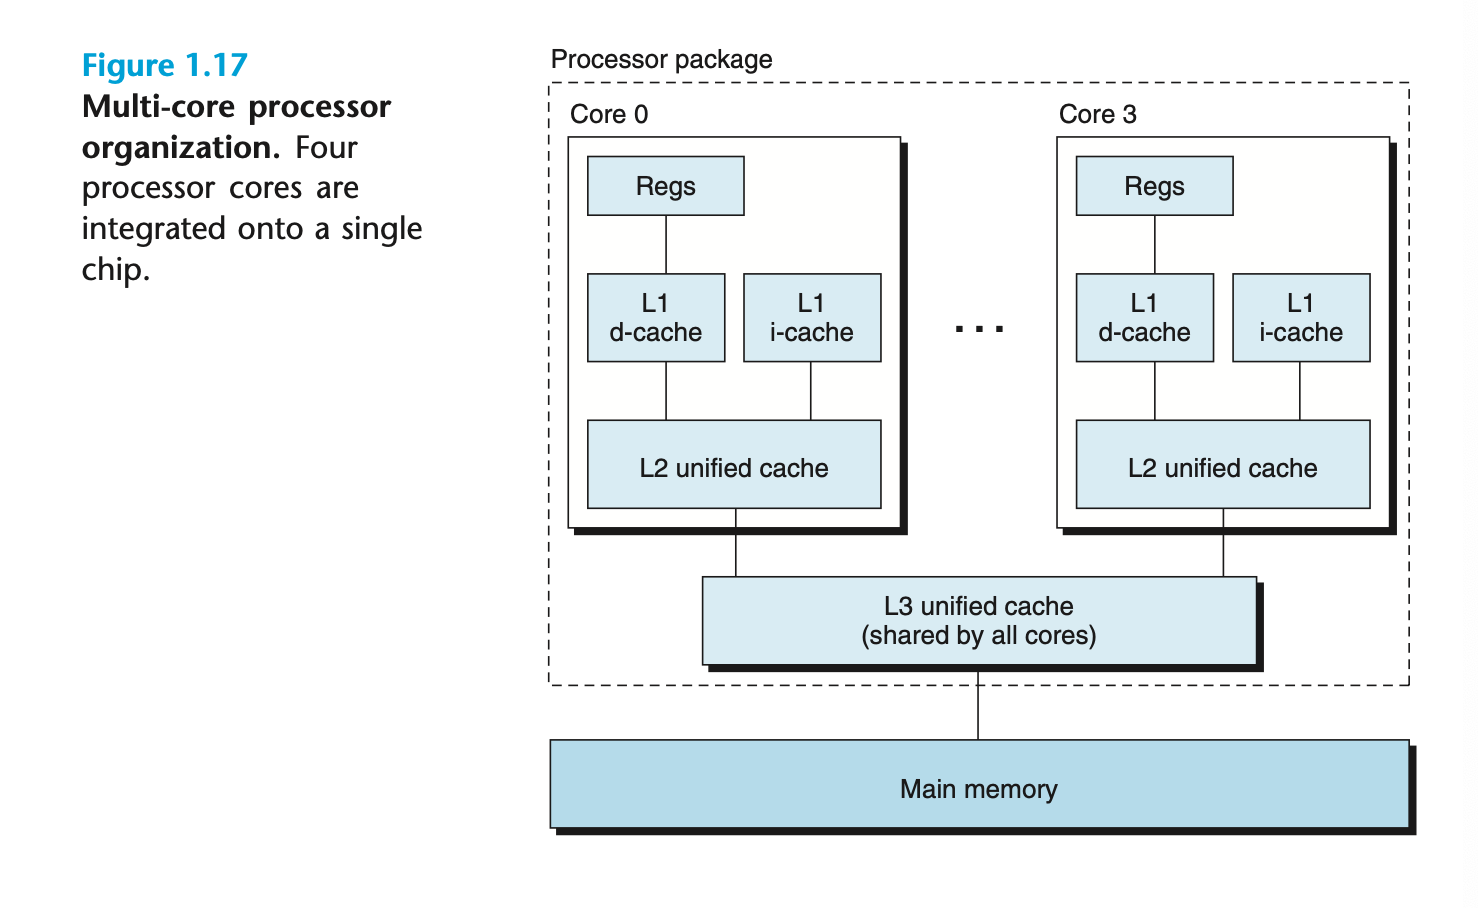 Figure 1.17
Multi-core processor
organization. Four
processor cores are
integrated onto a single
chip.
Processor package
Core 0
Regs
L1
d-cache
L1
i-cache
L2 unified cache
. . .
Core 3
Regs
L1
d-cache
L1
i-cache
L2 unified cache
L3 unified cache
(shared by all cores)
Main memory